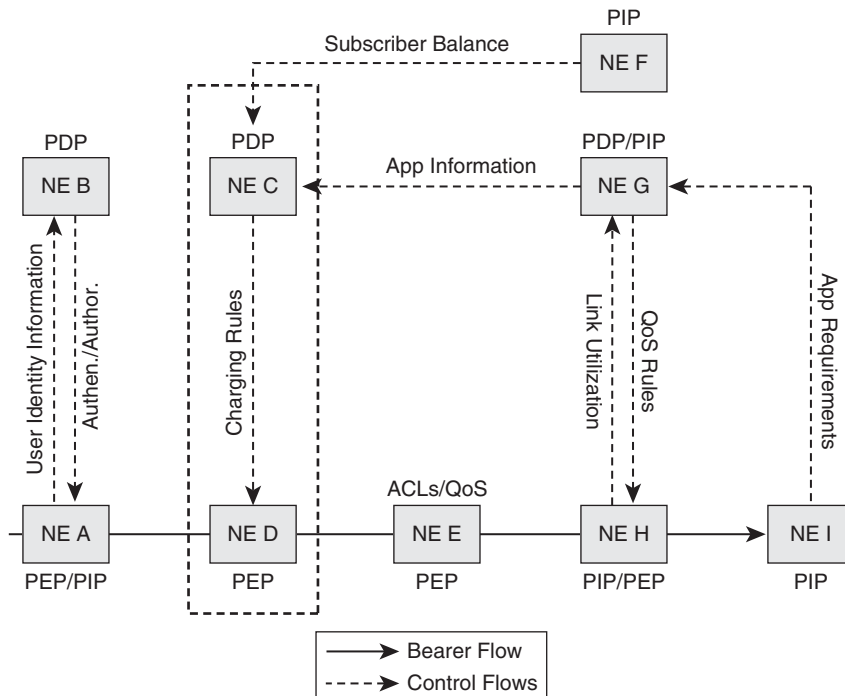 PIP
Subscriber Balance
NE F
PDP
PDP
PDP/PIP
App Information
NE B
NE C
NE G
User Identity Information
Authen./Author.
Charging Rules
Link Utilization
QoS Rules
App Requirements
ACLs/QoS
NE A
NE D
NE E
NE H
NE I
PEP/PIP
PEP
PEP
PIP/PEP
PIP
Bearer Flow
Control Flows